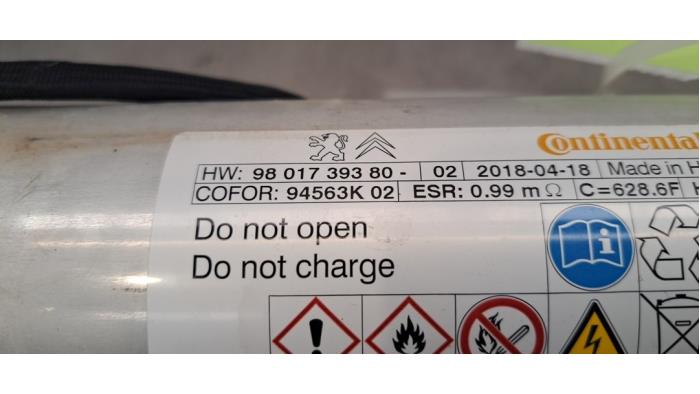 Continental
HW: 98 017 393 80 - 02 2018-04-18 Made in H
COFOR: 94563K 02 ESR: 0.99 mΩ C=628.6F H
Do not open
Do not charge